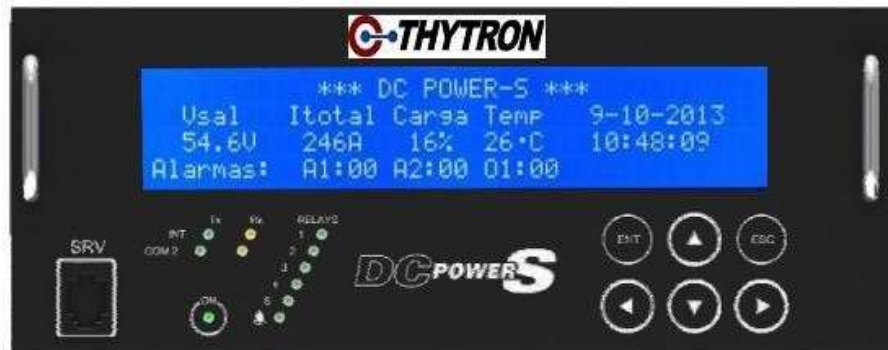 THYTRON
*** DC POWER-S ***
Vsal Itotal Carga Temp 9-10-2013
54.6V 246A 16% 26°C 10:48:09
Alarmas: A1:00 A2:00 O1:00
Tx Rx RELAYS
INT 1
COM 2 2
3
4
5
SRV
ON
DC POWER S
ENT ESC